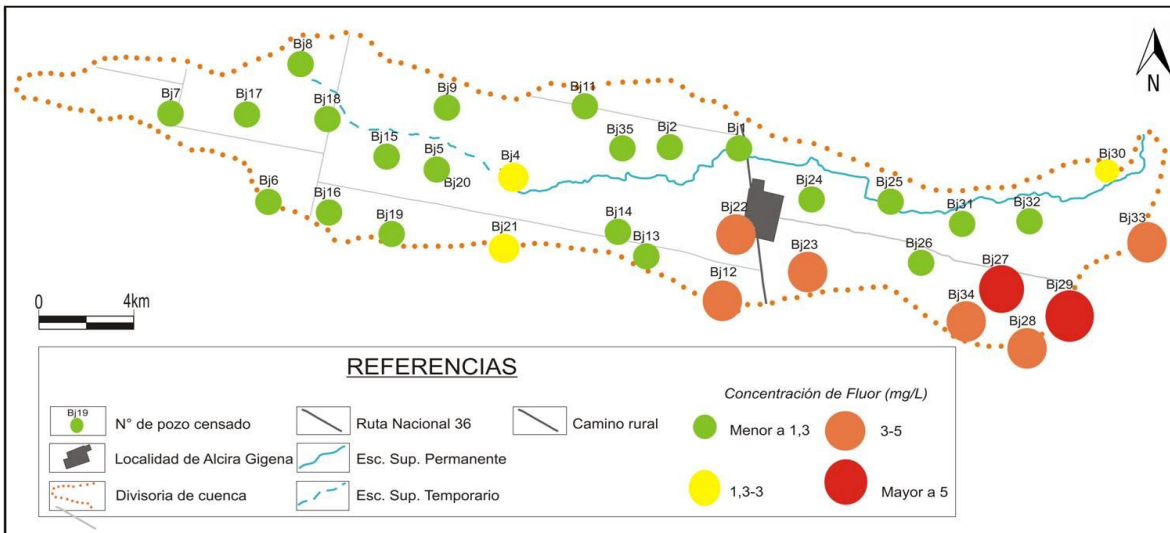 Bj8
Bj7
Bj17
Bj18
Bj9
Bj11
Bj15
Bj5
Bj20
Bj4
Bj35
Bj2
Bj1
Bj24
Bj25
Bj30
Bj6
Bj16
Bj19
Bj21
Bj14
Bj13
Bj22
Bj23
Bj12
Bj31
Bj32
Bj33
Bj26
Bj27
Bj29
Bj34
Bj28
N
0 4km
REFERENCIAS
Bj19
N° de pozo censado
Ruta Nacional 36
Camino rural
Localidad de Alcira Gigena
Esc. Sup. Permanente
Divisoria de cuenca
Esc. Sup. Temporario
Concentración de Fluor (mg/L)
Menor a 1,3
3-5
1,3-3
Mayor a 5